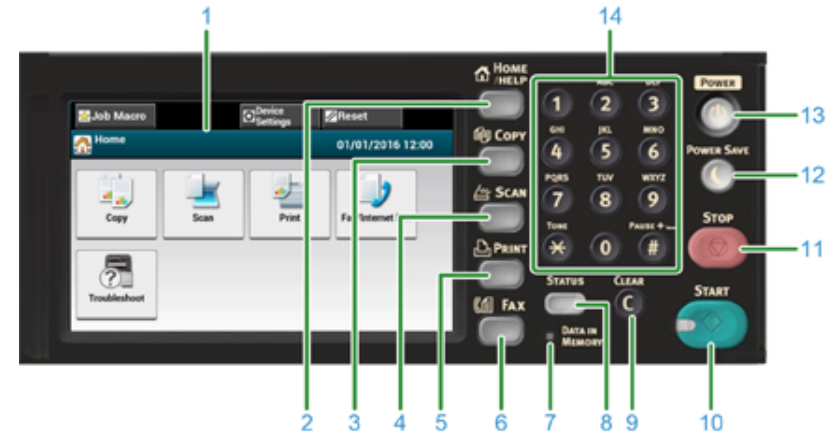 1
14
HOME
/HELP
POWER
Job Macro
Device
Settings
Reset
1
2
3
13
Home
01/01/2016 12:00
COPY
GHI
JKL
MNO
4
5
6
POWER SAVE
12
SCAN
PQRS
TUV
WXYZ
7
8
9
Copy
Scan
Print
STOP
11
PRINT
TONE
PAUSE +
0
#
STATUS
CLEAR
C
START
Troubleshoot
FAX
DATA IN
MEMORY
2
3
4
5
6
7
8
9
10